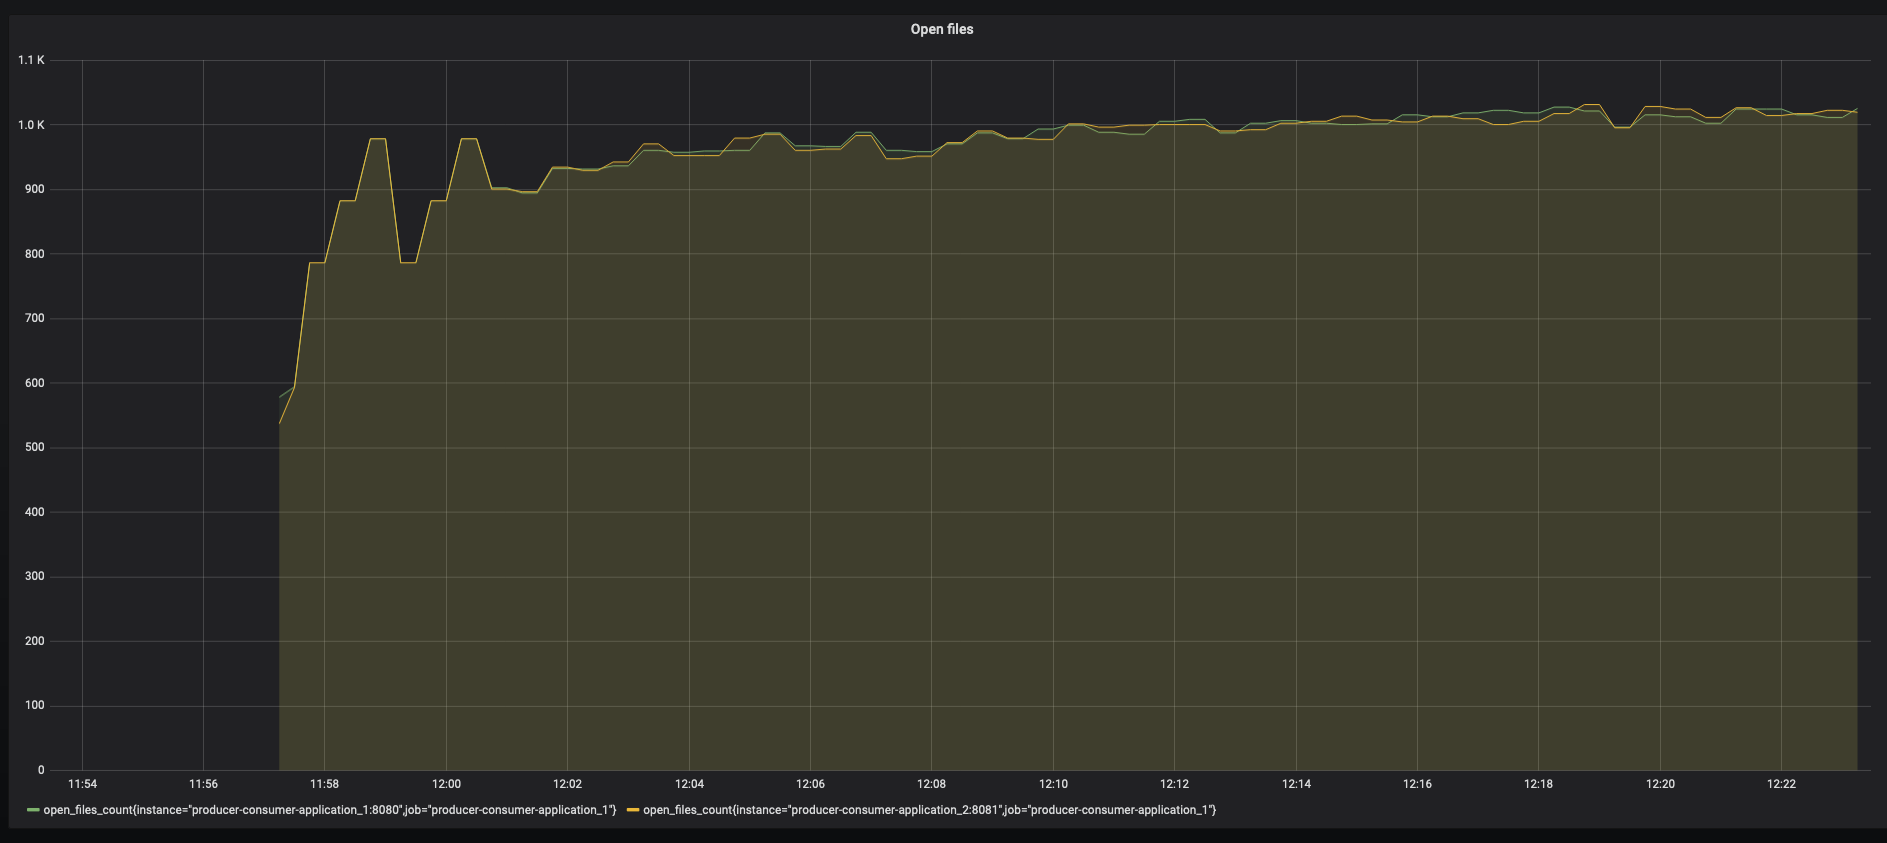 Open files
1.1 K
1.0 K
900
800
700
600
500
400
300
200
100
0
11:54 11:56 11:58 12:00 12:02 12:04 12:06 12:08 12:10 12:12 12:14 12:16 12:18 12:20 12:22
open_files_count{instance="producer-consumer-application_1:8080",job="producer-consumer-application_1"} open_files_count{instance="producer-consumer-application_2:8081",job="producer-consumer-application_1"}